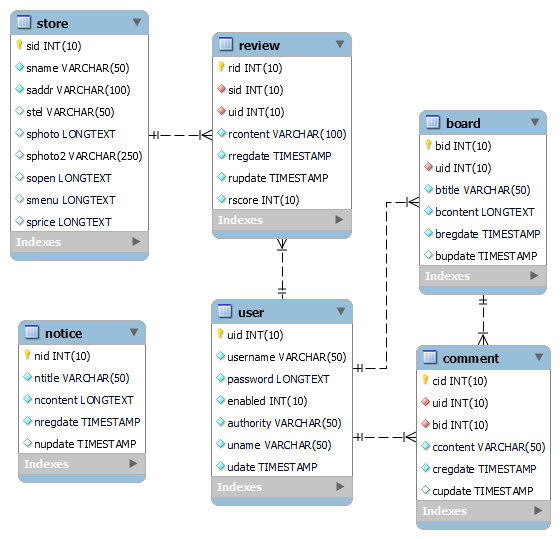 store
sid INT(10)
sname VARCHAR(50)
saddr VARCHAR(100)
stel VARCHAR(50)
sphoto LONGTEXT
sphoto2 VARCHAR(250)
sopen LONGTEXT
smenu LONGTEXT
sprice LONGTEXT
Indexes
review
rid INT(10)
sid INT(10)
uid INT(10)
rcontent VARCHAR(100)
rregdate TIMESTAMP
rupdate TIMESTAMP
rscore INT(10)
Indexes
board
bid INT(10)
uid INT(10)
btitle VARCHAR(50)
bcontent LONGTEXT
bregdate TIMESTAMP
bupdate TIMESTAMP
Indexes
notice
nid INT(10)
ntitle VARCHAR(50)
ncontent LONGTEXT
nregdate TIMESTAMP
nupdate TIMESTAMP
Indexes
user
uid INT(10)
username VARCHAR(50)
password LONGTEXT
enabled INT(10)
authority VARCHAR(50)
uname VARCHAR(50)
udate TIMESTAMP
Indexes
comment
cid INT(10)
uid INT(10)
bid INT(10)
ccontent VARCHAR(50)
cregdate TIMESTAMP
cupdate TIMESTAMP
Indexes